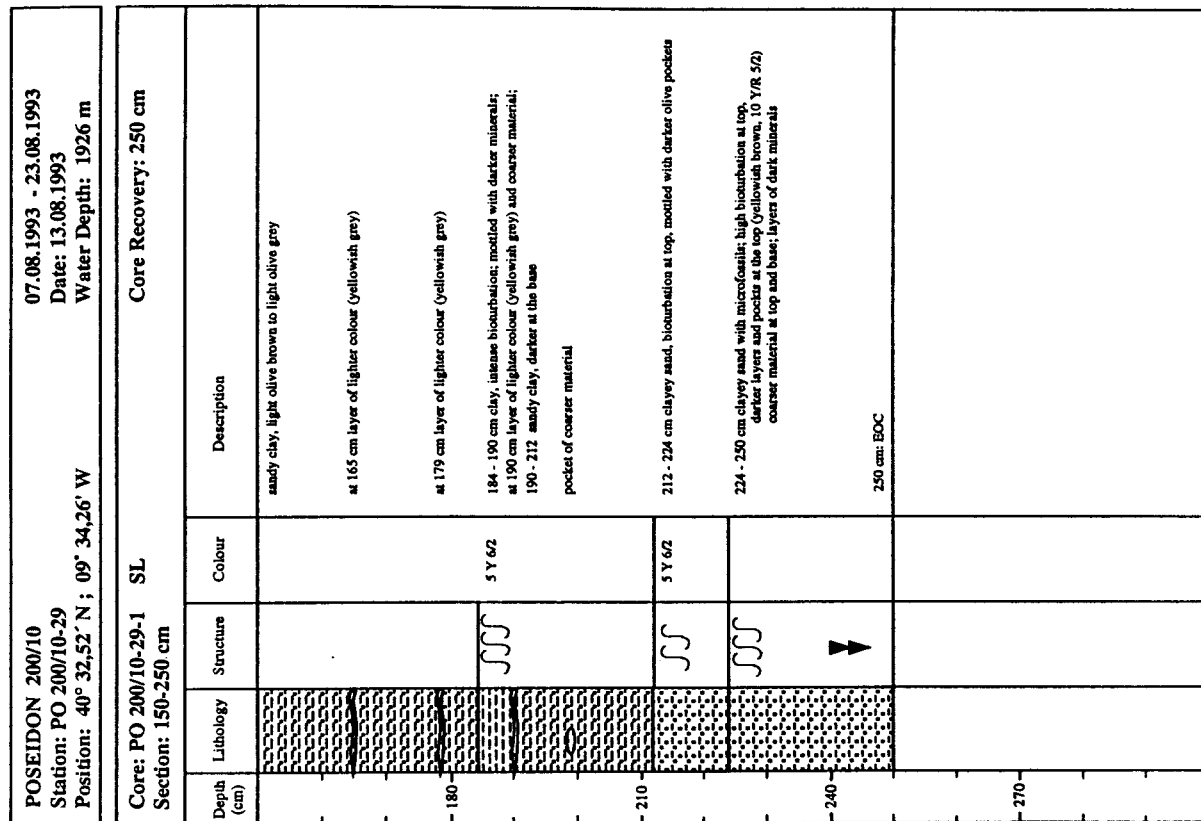 POSEIDON 200/10
07.08.1993 - 23.08.1993
Station: PO 200/10-29
Date: 13.08.1993
Position: 40° 32,52´ N ; 09° 34,26' W
Water Depth: 1926 m
Core: PO 200/10-29-1 SL
Core Recovery: 250 cm
Section: 150-250 cm
Depth (cm)
Lithology
Structure
Colour
Description
sandy clay, light olive brown to light olive grey
at 165 cm layer of lighter colour (yellowish grey)
180
at 179 cm layer of lighter colour (yellowish grey)
5 Y 6/2
184 - 190 cm clay, intense bioturbation; mottled with darker minerals;
at 190 cm layer of lighter colour (yellowish grey) and coarser material;
190 - 212 sandy clay, darker at the base
pocket of coarser material
210
5 Y 6/2
212 - 224 cm clayey sand, bioturbation at top, mottled with darker olive pockets
224 - 250 cm clayey sand with microfossils; high bioturbation at top,
darker layers and pockts at the top (yellowish brown, 10 Y/R 5/2)
coarser material at top and base; layers of dark minerals
240
250 cm: EOC
270